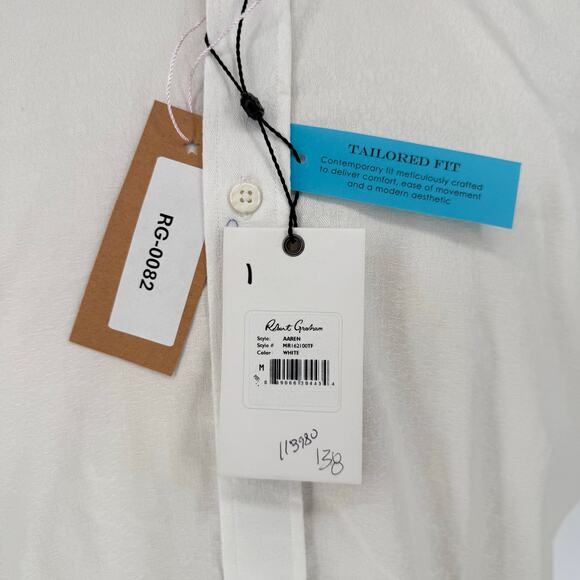 TAILORED FIT
Contemporary fit meticulously crafted
to deliver comfort, ease of movement
and a modern aesthetic
RG-0082
1
Robert Graham
Style: AAREN
Style # MR162100TF
Color: WHITE
M
113980
138